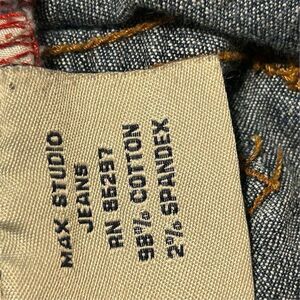 MAX STUDIO
JEANS
RN 85297
98% COTTON
2% SPANDEX